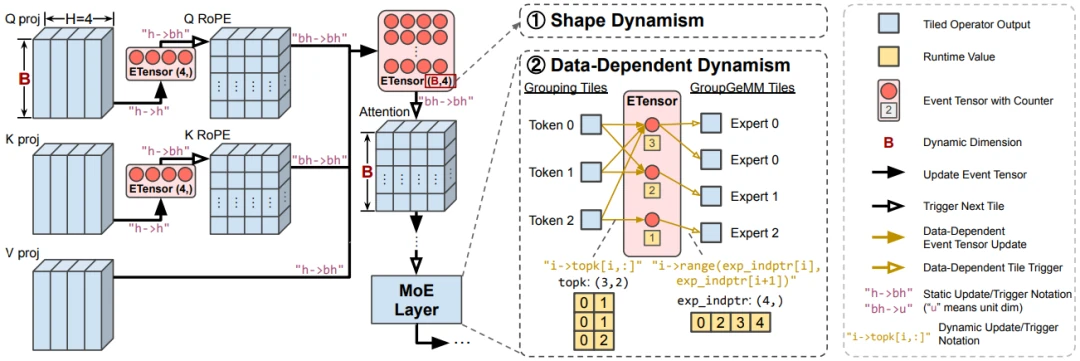 Q proj
H=4
B
"h->h"
"h->bh"
ETensor (4,)
Q RoPE
"bh->bh"
K proj
"h->h"
"h->bh"
ETensor (4,)
K RoPE
"bh->bh"
V proj
"h->bh"
ETensor (B,4)
"bh->bh"
Attention
B
MoE
Layer
① Shape Dynamism
② Data-Dependent Dynamism
Grouping Tiles
ETensor
GroupGeMM Tiles
Token 0
Token 1
Token 2
3
2
1
Expert 0
Expert 0
Expert 1
Expert 2
"i->topk[i,:]"
topk: (3,2)
0 1
0 1
0 2
"i->range(exp_indptr[i],
exp_indptr[i+1])"
exp_indptr: (4,)
0 2 3 4
Tiled Operator Output
Runtime Value
2
Event Tensor with Counter
B
Dynamic Dimension
Update Event Tensor
Trigger Next Tile
Data-Dependent
Event Tensor Update
Data-Dependent Tile Trigger
"h->bh"
"bh->u"
Static Update/Trigger Notation
("u" means unit dim)
"i->topk[i,:]"
Dynamic Update/Trigger
Notation